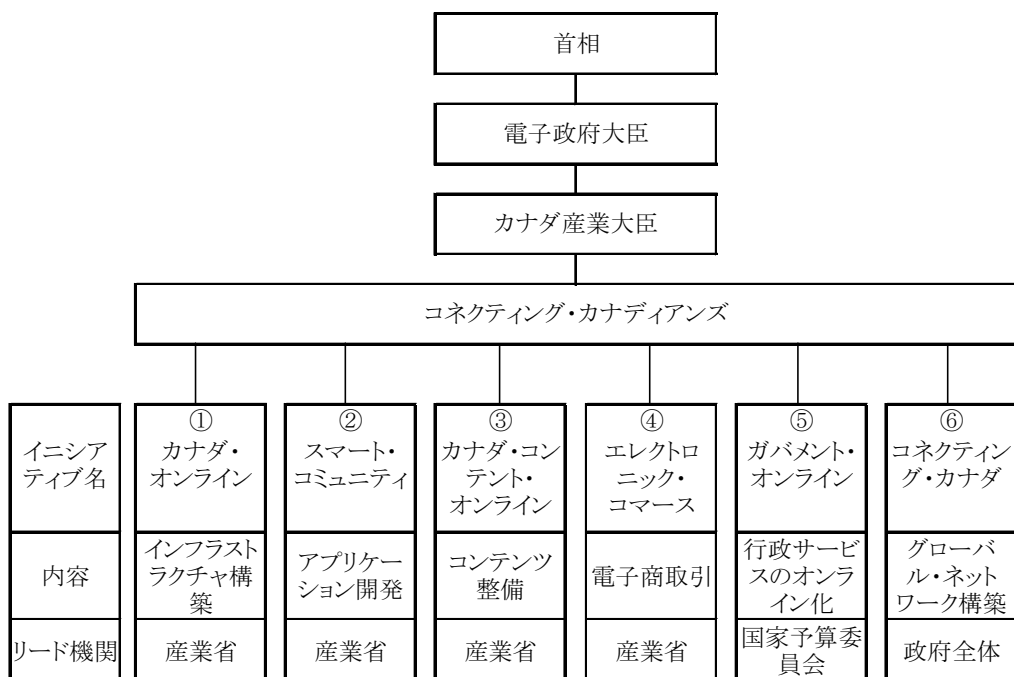 首相
電子政府大臣
カナダ産業大臣
コネクティング・カナディアンズ
イニシア
ティブ名
①
カナダ・
オンライン
②
スマート・
コミュニティ
③
カナダ・コン
テント・
オンライン
④
エレクトロ
ニック・
コマース
⑤
ガバメント・
オンライン
⑥
コネクティン
グ・カナダ
内容
インフラスト
ラクチャ構
築
アプリケー
ション開発
コンテンツ
整備
電子商取引
行政サービ
スのオンラ
イン化
グローバ
ル・ネット
ワーク構築
リード機関
産業省
産業省
産業省
産業省
国家予算委
員会
政府全体